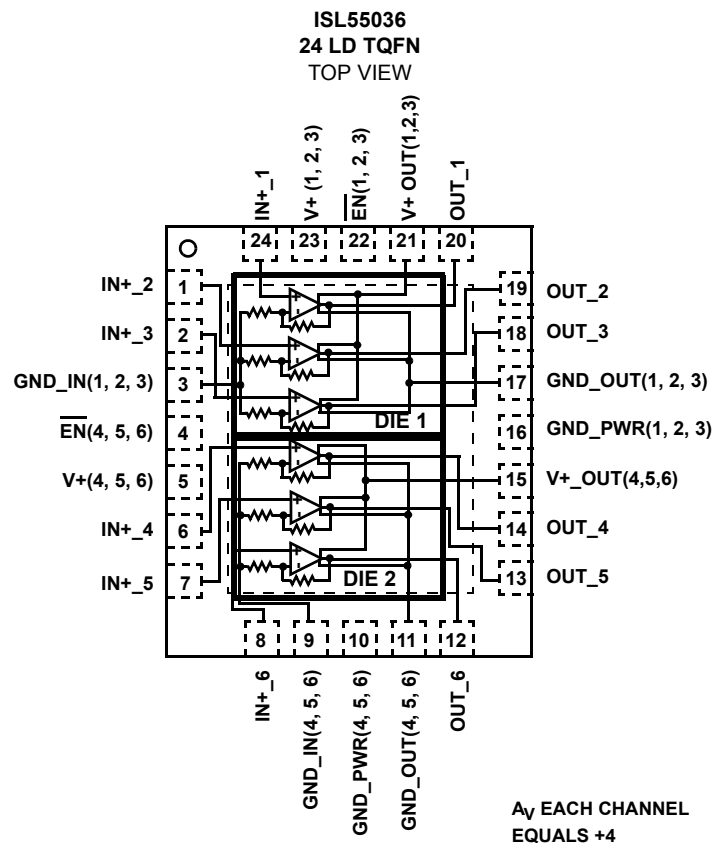 ISL55036
24 LD TQFN
TOP VIEW
IN+_1
V+ (1, 2, 3)
EN(1, 2, 3)
V+ OUT(1,2,3)
OUT_1
24
23
22
21
20
IN+_2
1
IN+_3
2
GND_IN(1, 2, 3)
3
EN(4, 5, 6)
4
V+(4, 5, 6)
5
IN+_4
6
IN+_5
7
+
-
+
-
+
-
DIE 1
+
-
+
-
+
-
DIE 2
19
OUT_2
18
OUT_3
17
GND_OUT(1, 2, 3)
16
GND_PWR(1, 2, 3)
15
V+_OUT(4,5,6)
14
OUT_4
13
OUT_5
8
9
10
11
12
IN+_6
GND_IN(4, 5, 6)
GND_PWR(4, 5, 6)
GND_OUT(4, 5, 6)
OUT_6
AV EACH CHANNEL
EQUALS +4